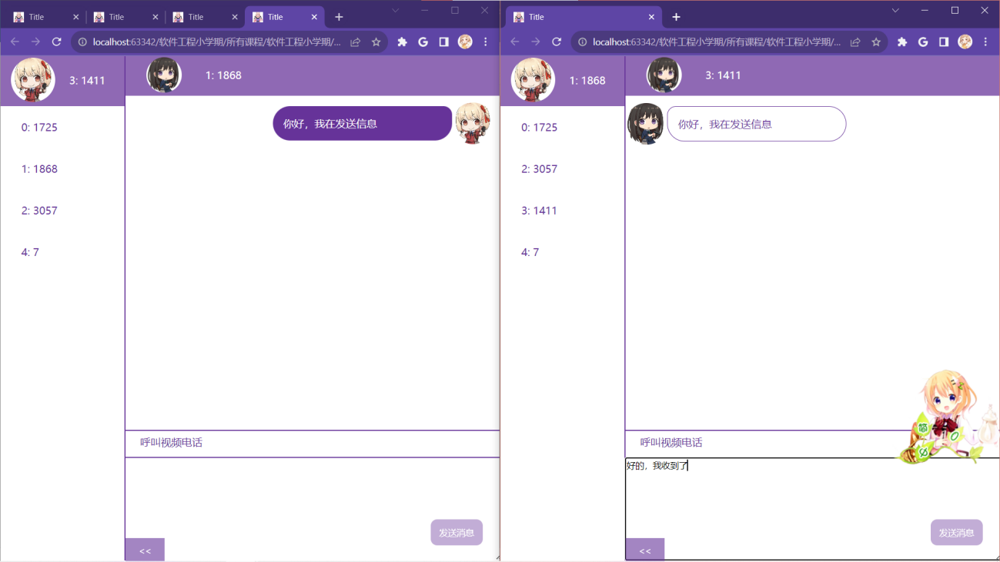 Title
Title
Title
Title
localhost:63342/软件工程小学期/所有课程/软件工程小学期/...
3: 1411
1: 1868
0: 1725
1: 1868
2: 3057
4: 7
你好，我在发送信息
呼叫视频电话
发送消息
<<
Title
localhost:63342/软件工程小学期/所有课程/软件工程小学期/...
1: 1868
3: 1411
0: 1725
2: 3057
3: 1411
4: 7
你好，我在发送信息
呼叫视频电话
好的，我收到了
简
发送消息
<<